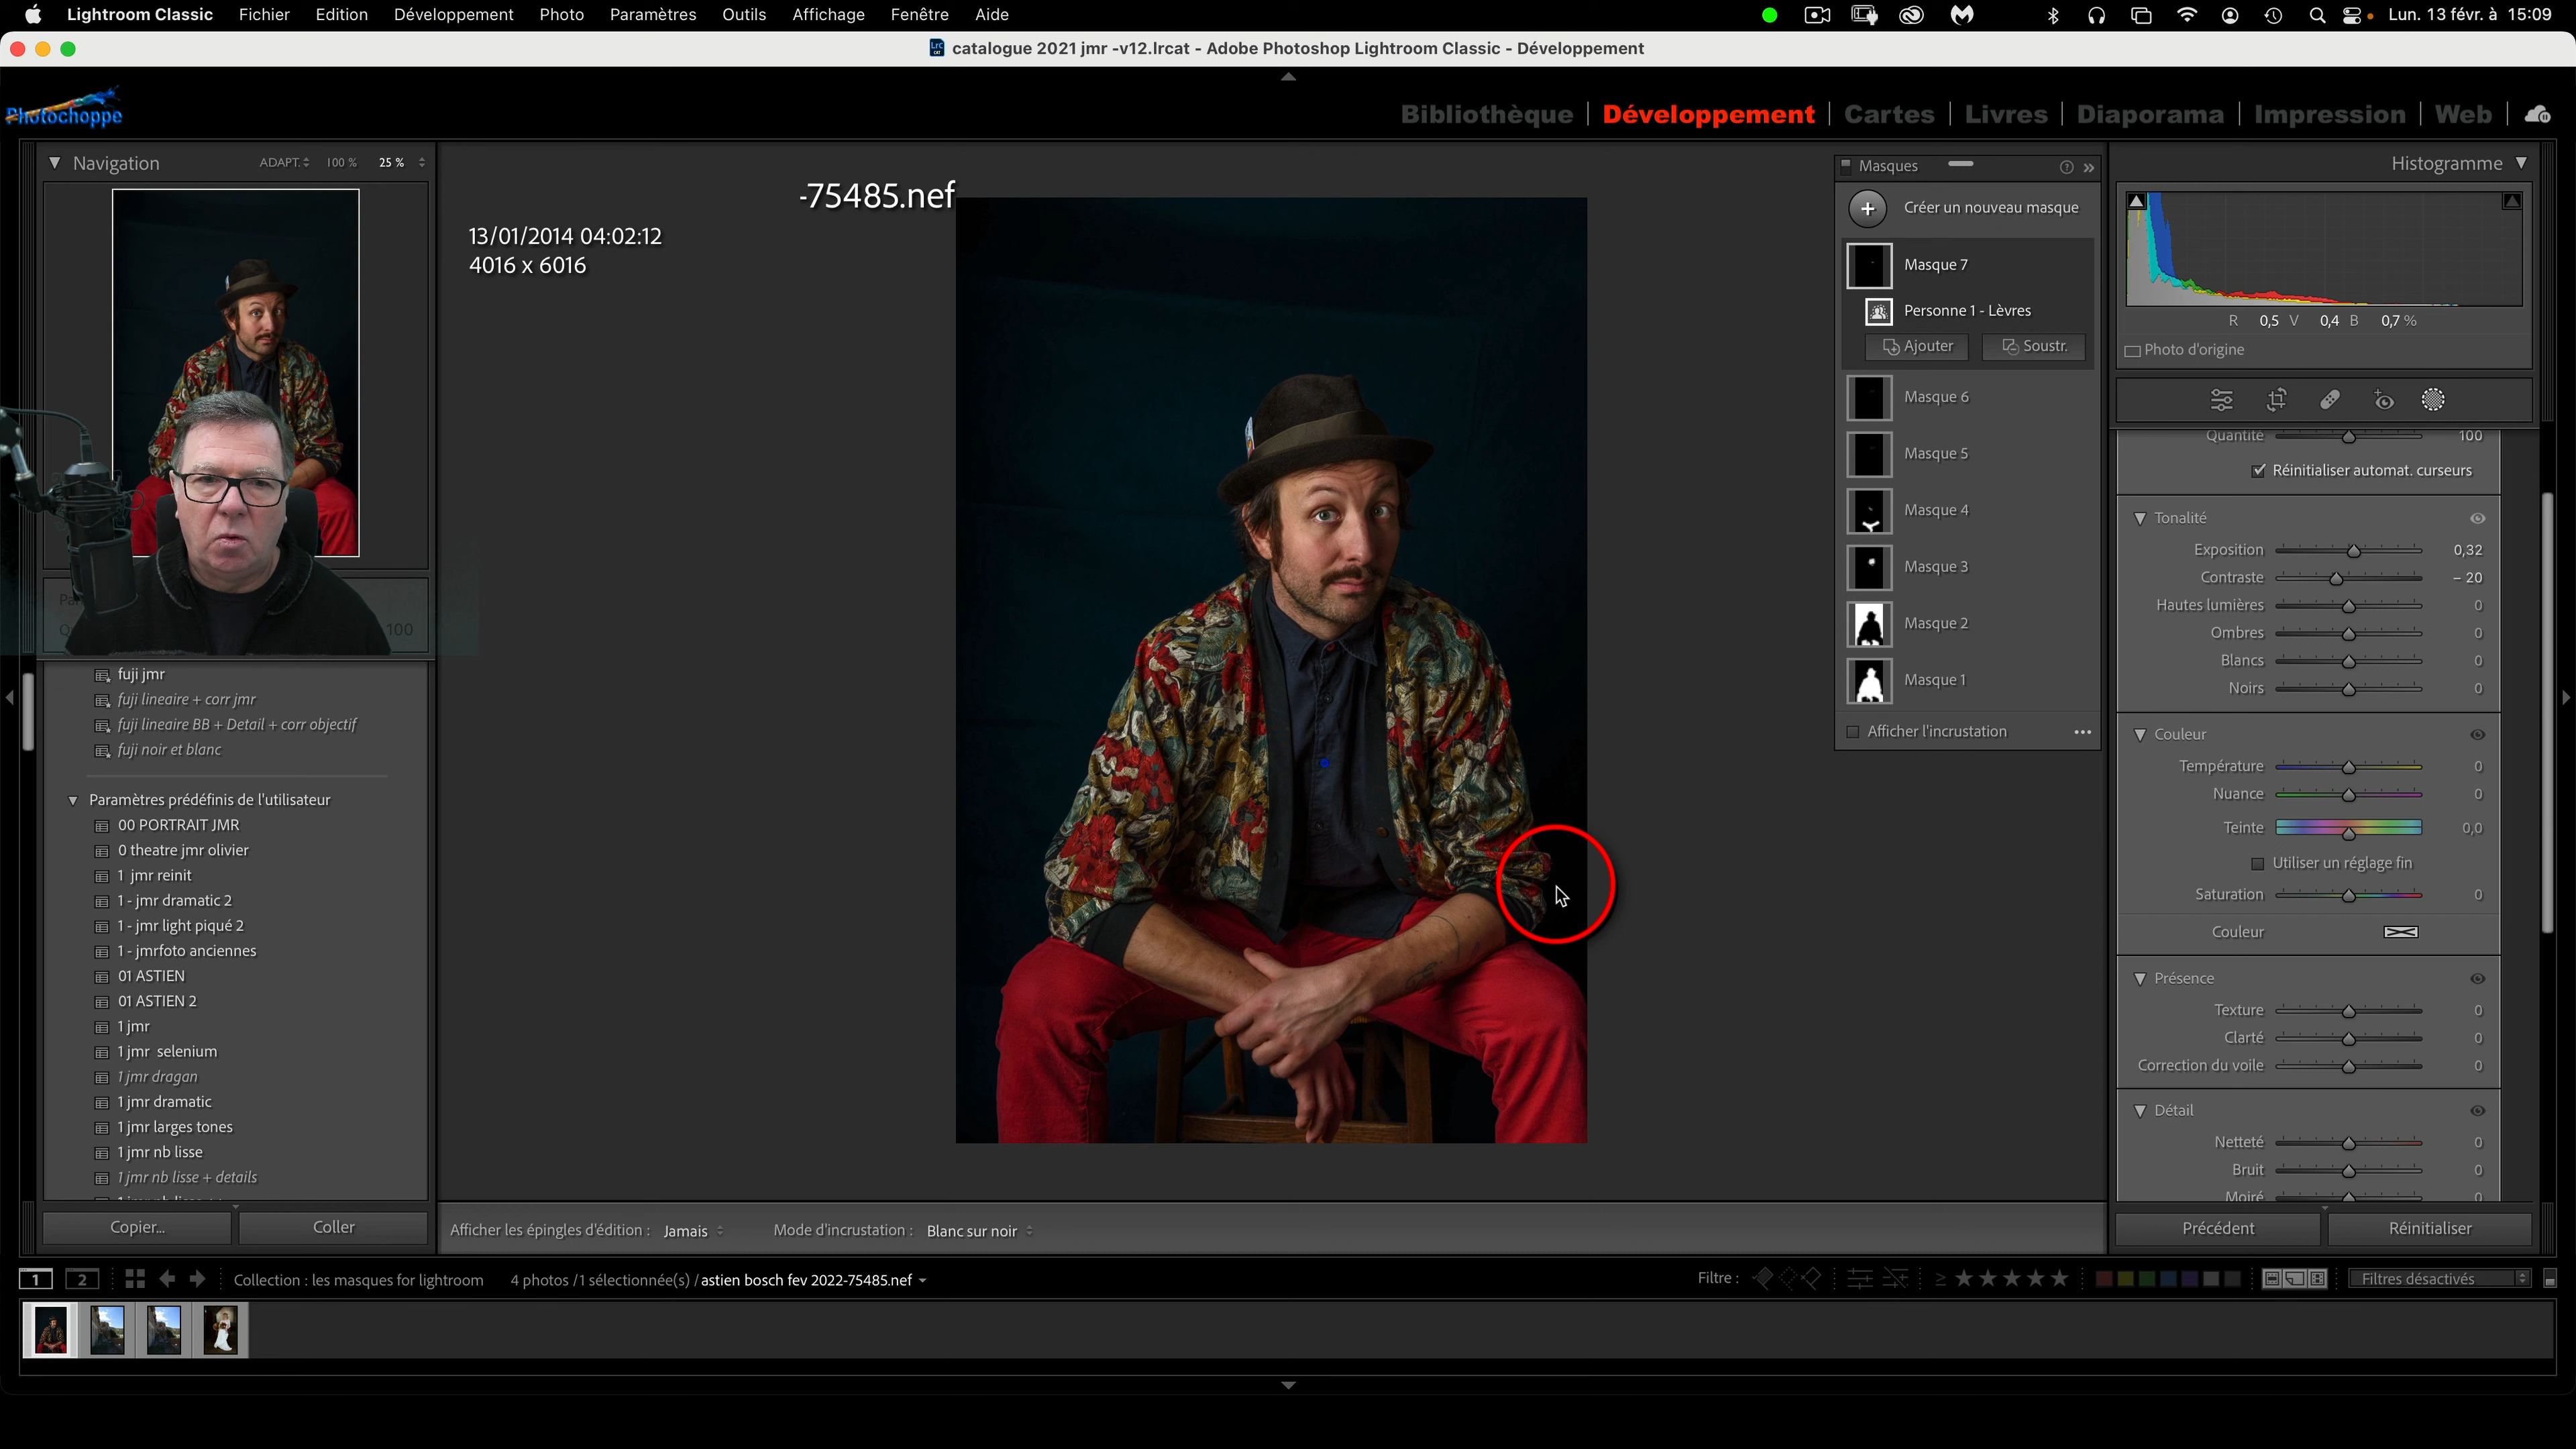 Lightroom Classic Fichier Edition Développement Photo Paramètres Outils Affichage Fenêtre Aide Lun. 13 févr. à 15:09
catalogue 2021 jmr -v12.lrcat - Adobe Photoshop Lightroom Classic - Développement
Photochoppe
Bibliothèque | Développement | Cartes | Livres | Diaporama | Impression | Web
Navigation ADAPT. 100 % 25 %
-75485.nef
13/01/2014 04:02:12
4016 x 6016
100
fuji jmr
fuji lineaire + corr jmr
fuji lineaire BB + Detail + corr objectif
fuji noir et blanc
Paramètres prédéfinis de l'utilisateur
00 PORTRAIT JMR
0 theatre jmr olivier
1 jmr reinit
1 - jmr dramatic 2
1 - jmr light piqué 2
1 - jmrfoto anciennes
01 ASTIEN
01 ASTIEN 2
1 jmr
1 jmr selenium
1 jmr dragan
1 jmr dramatic
1 jmr larges tones
1 jmr nb lisse
1 jmr nb lisse + details
Copier... Coller
Masques
Créer un nouveau masque
Masque 7
Personne 1 - Lèvres
Ajouter Soustr.
Masque 6
Masque 5
Masque 4
Masque 3
Masque 2
Masque 1
Afficher l'incrustation
Histogramme
R 0,5 V 0,4 B 0,7 %
Photo d'origine
Quantité 100
Réinitialiser automat. curseurs
Tonalité
Exposition 0,32
Contraste – 20
Hautes lumières 0
Ombres 0
Blancs 0
Noirs 0
Couleur
Température 0
Nuance 0
Teinte 0,0
Utiliser un réglage fin
Saturation 0
Couleur
Présence
Texture 0
Clarté 0
Correction du voile 0
Détail
Netteté 0
Bruit 0
Moiré 0
Précédent Réinitialiser
Afficher les épingles d'édition : Jamais Mode d'incrustation : Blanc sur noir
1 2 Collection : les masques for lightroom 4 photos /1 sélectionnée(s) /astien bosch fev 2022-75485.nef Filtre : ≥ ★★★★★ Filtres désactivés